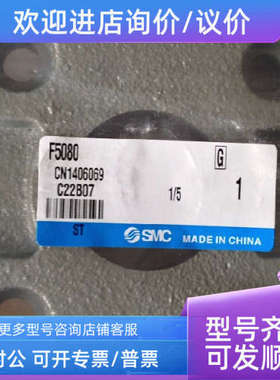 欢迎进店询价/议价
F5080
G
CN1406069
C22B07
1/5
1
ST
SMC MADE IN CHINA
更多型号咨询店铺客服
型号齐
对公 可开专票/普票
可发顺